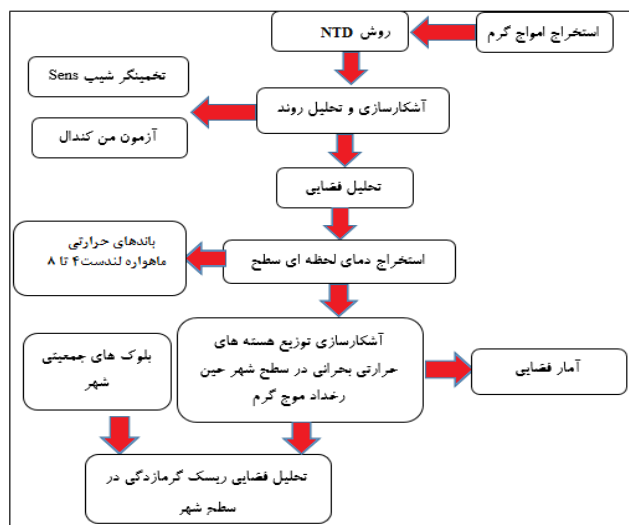 استخراج امواج گرم
روش NTD
تخمینگر شیب Sens
آشکارسازی و تحلیل روند
آزمون من کندال
تحلیل فضایی
باندهای حرارتی
ماهواره لندست۴ تا ۸
استخراج دمای لحظه ای سطح
آشکارسازی توزیع هسته های
حرارتی بحرانی در سطح شهر حین
رخداد موج گرم
بلوک های جمعیتی
شهر
آمار فضایی
تحلیل فضایی ریسک گرمازدگی در
سطح شهر